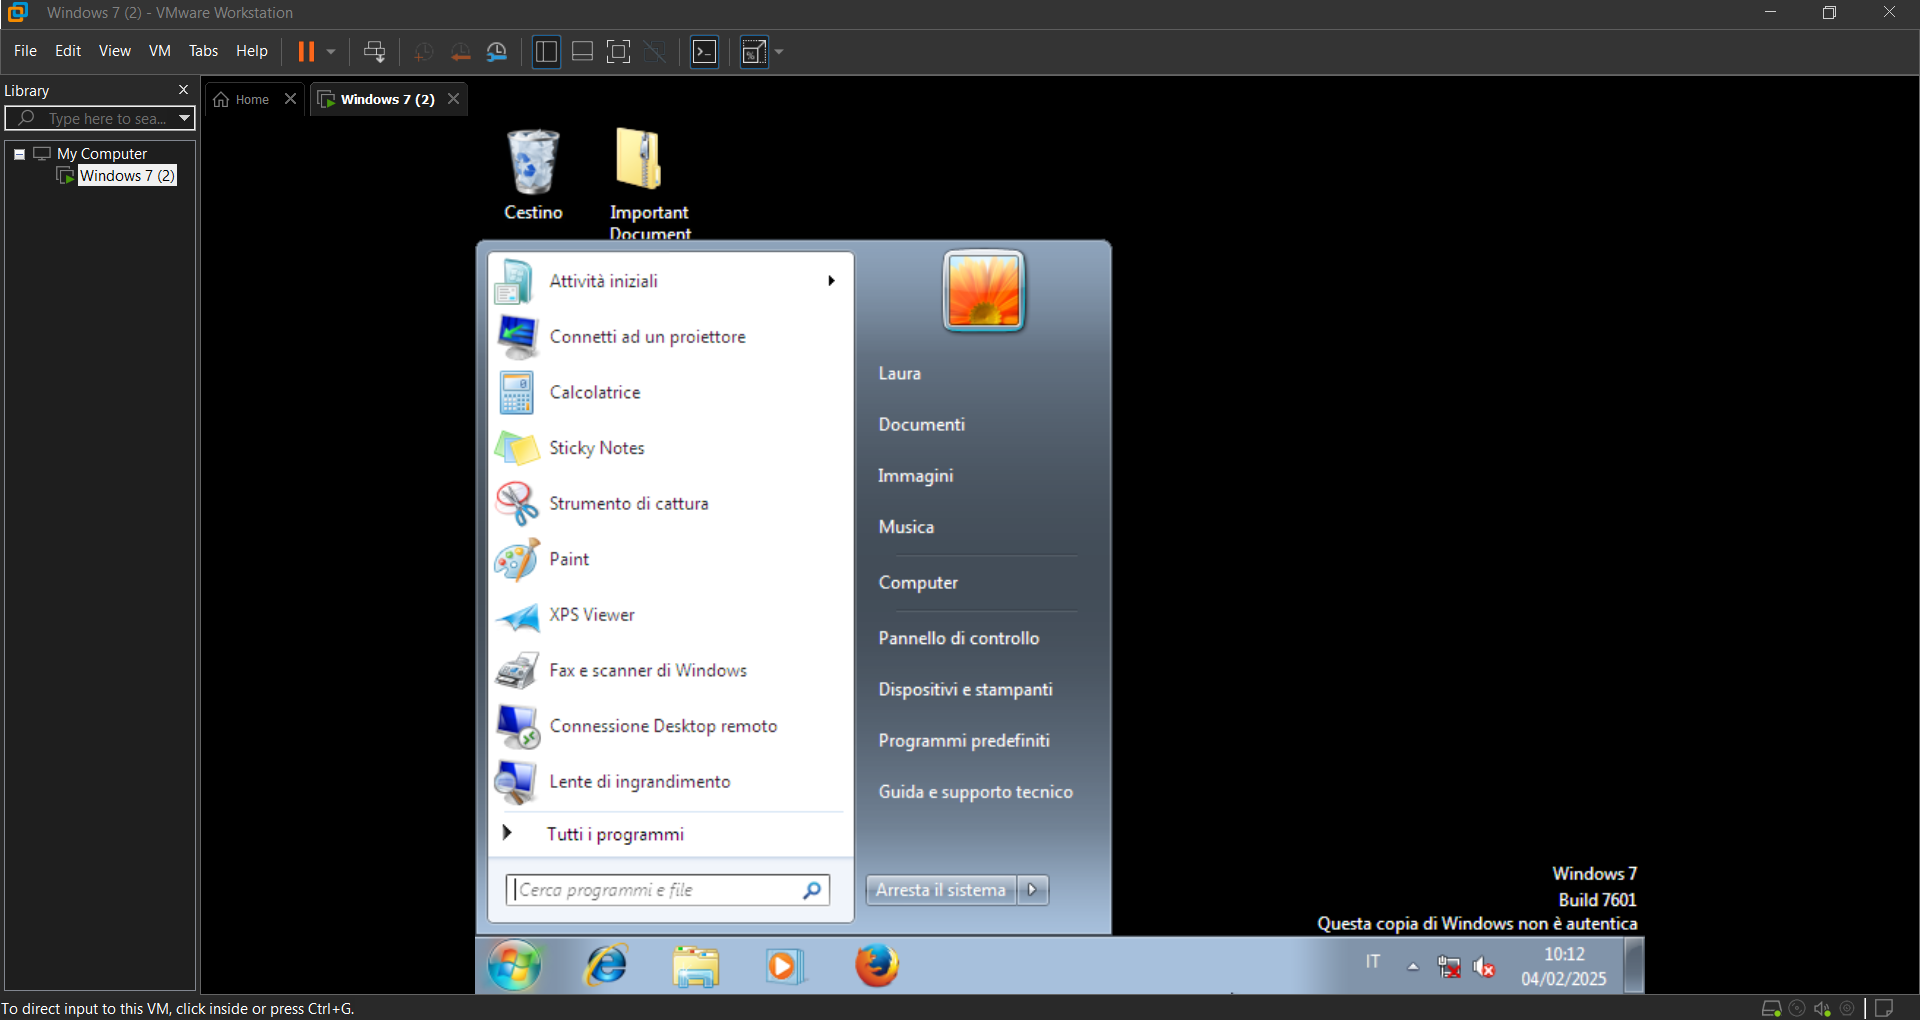 Windows 7 (2) - VMware Workstation
File Edit View VM Tabs Help
Library
Home
Windows 7 (2)
Type here to sea...
My Computer
Windows 7 (2)
Cestino
Important
Document
Attività iniziali
Connetti ad un proiettore
Calcolatrice
Sticky Notes
Strumento di cattura
Paint
XPS Viewer
Fax e scanner di Windows
Connessione Desktop remoto
Lente di ingrandimento
Tutti i programmi
Cerca programmi e file
Laura
Documenti
Immagini
Musica
Computer
Pannello di controllo
Dispositivi e stampanti
Programmi predefiniti
Guida e supporto tecnico
Arresta il sistema
Windows 7
Build 7601
Questa copia di Windows non è autentica
IT
10:12
04/02/2025
To direct input to this VM, click inside or press Ctrl+G.